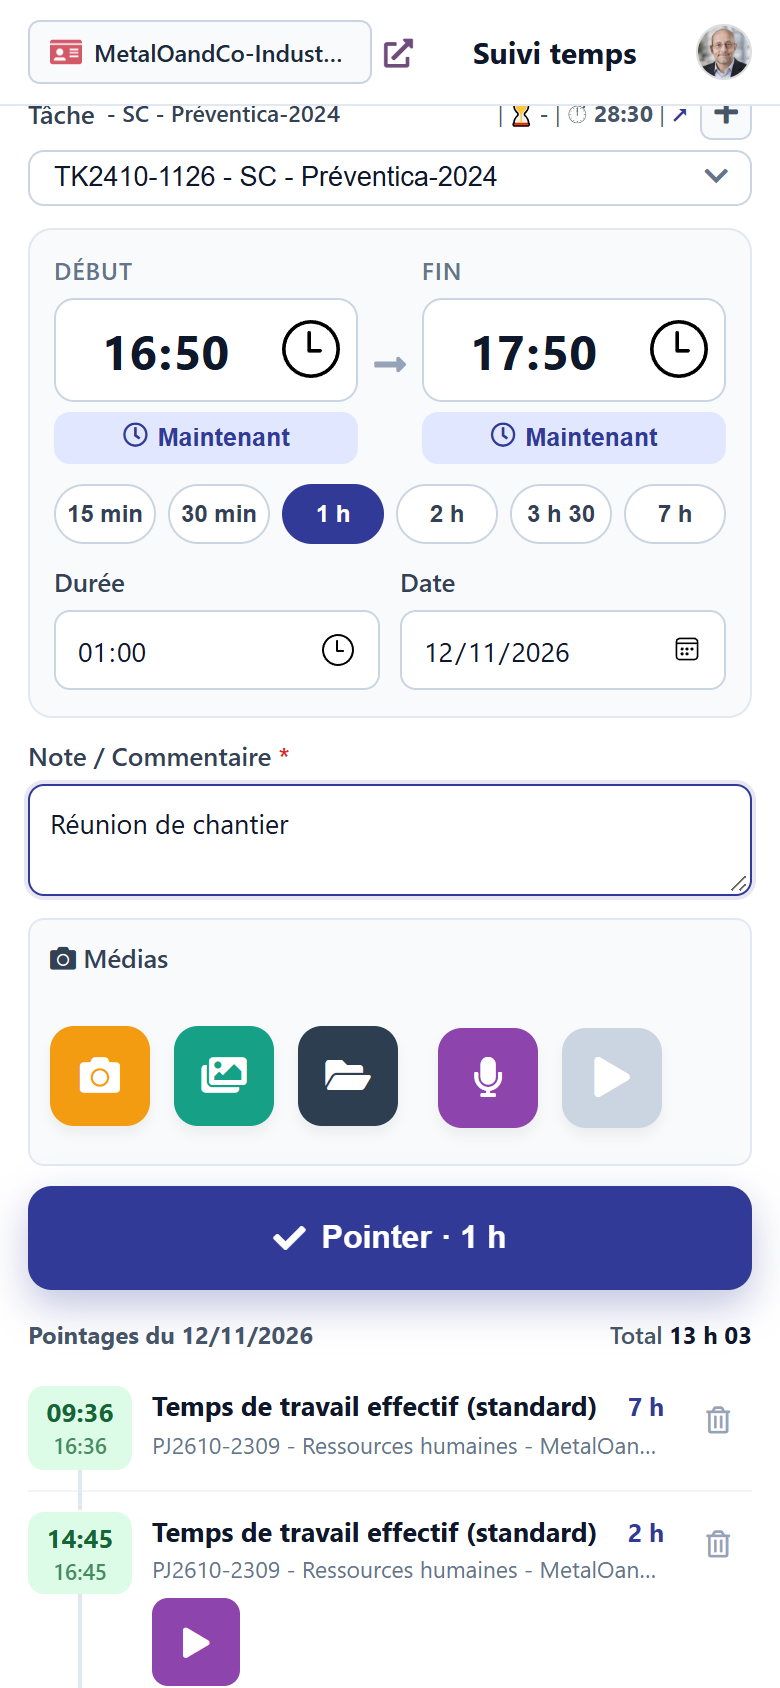 MetalOandCo-Indust...
Suivi temps
Tâche - SC - Préventica-2024 | ⏳ - | ⏱ 28:30 | ↗ +
TK2410-1126 - SC - Préventica-2024
DÉBUT
FIN
16:50
→
17:50
Maintenant
Maintenant
15 min
30 min
1 h
2 h
3 h 30
7 h
Durée
Date
01:00
12/11/2026
Note / Commentaire *
Réunion de chantier
Médias
Pointer · 1 h
Pointages du 12/11/2026
Total 13 h 03
09:36
16:36
Temps de travail effectif (standard) 7 h
PJ2610-2309 - Ressources humaines - MetalOan...
14:45
16:45
Temps de travail effectif (standard) 2 h
PJ2610-2309 - Ressources humaines - MetalOan...